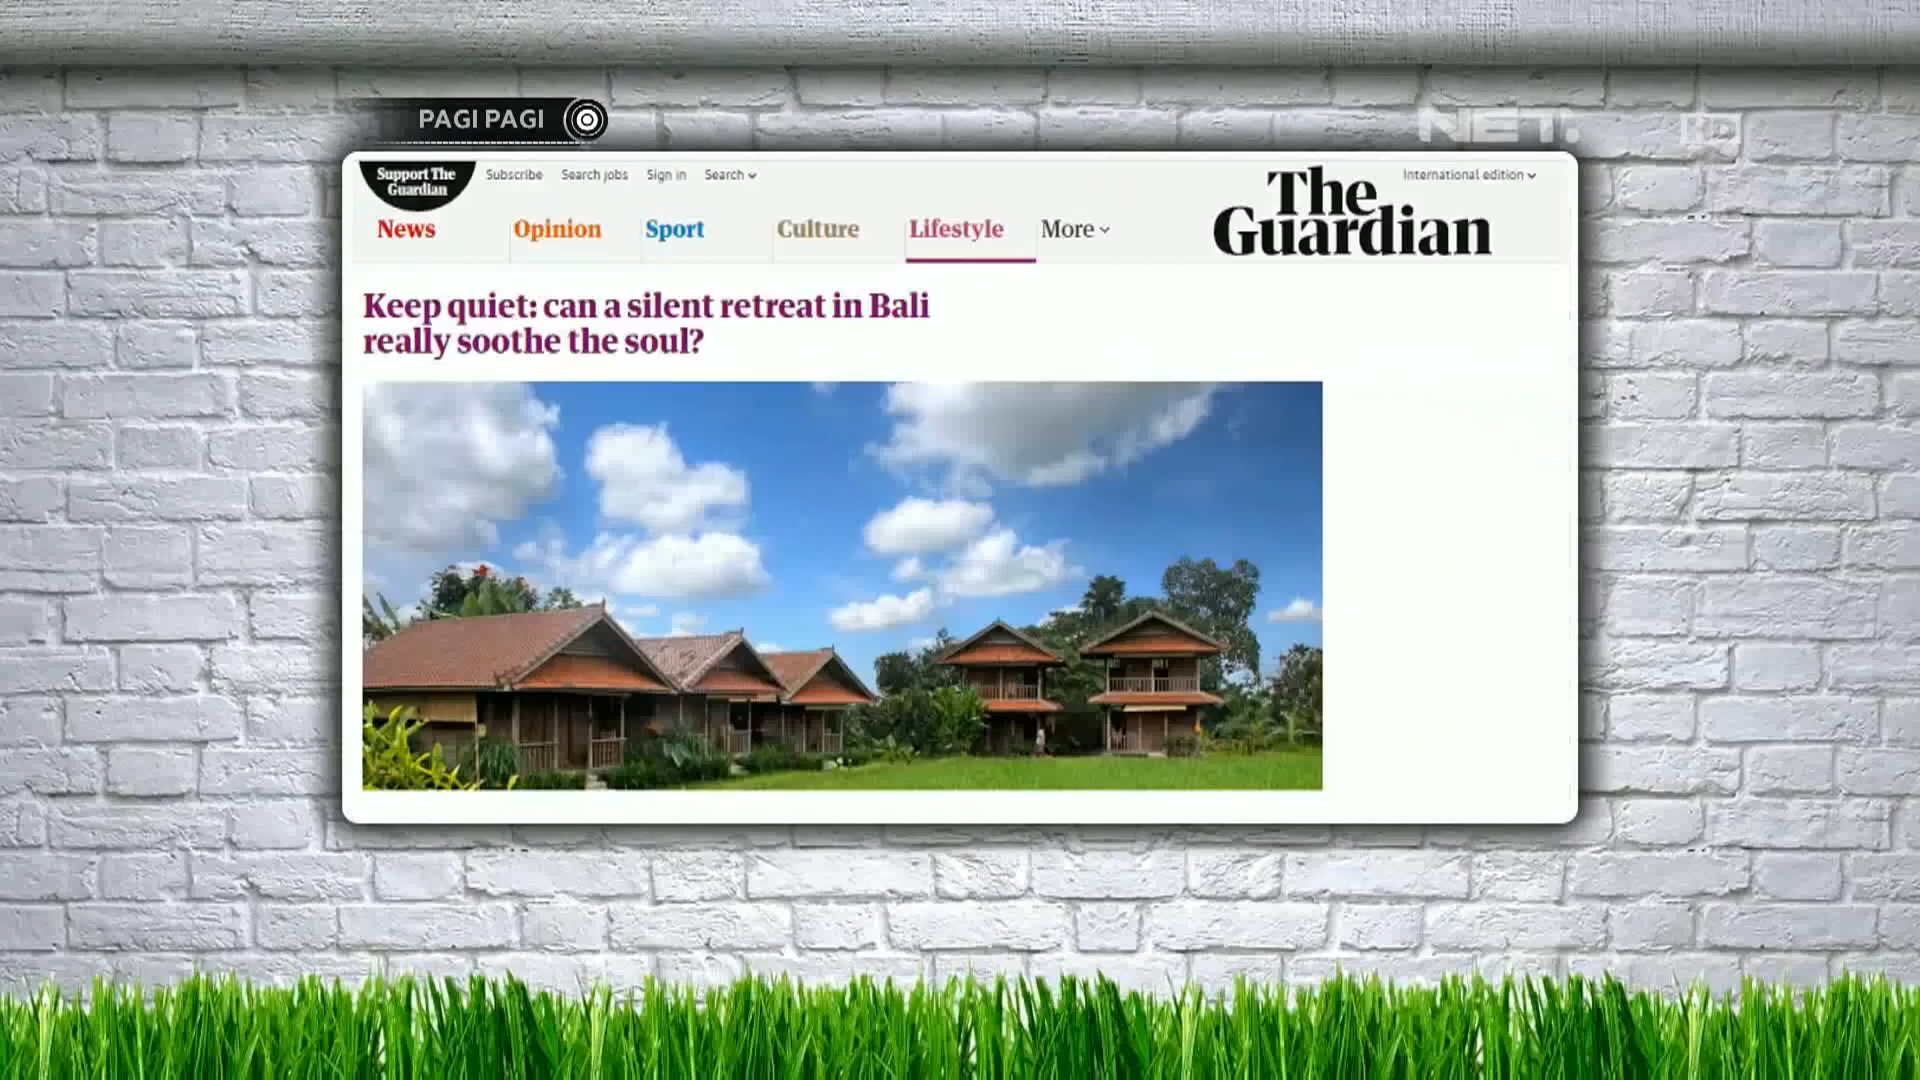 PAGI PAGI
NET.
HD
Support The
Guardian
Subscribe
Search jobs
Sign in
Search
International edition
The
Guardian
News
Opinion
Sport
Culture
Lifestyle
More
Keep quiet: can a silent retreat in Bali
really soothe the soul?